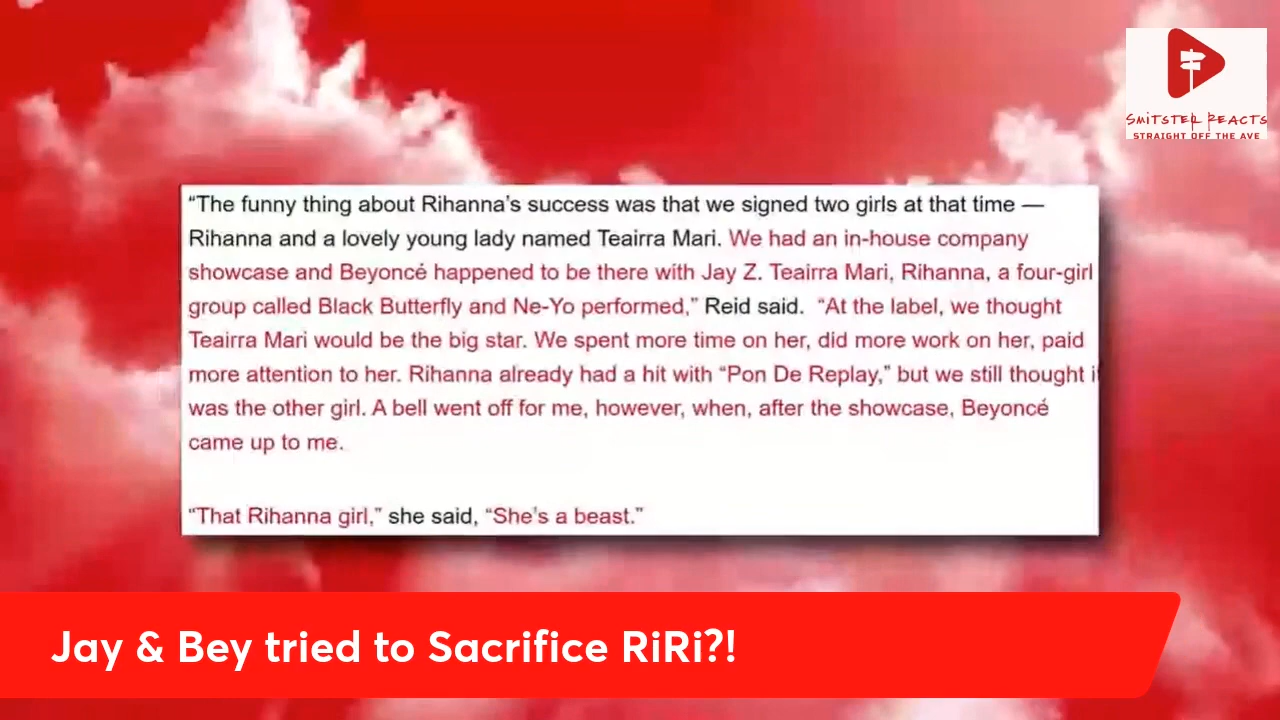 SMITSTER REACTS
STRAIGHT OFF THE AVE
“The funny thing about Rihanna’s success was that we signed two girls at that time —
Rihanna and a lovely young lady named Teairra Mari. We had an in-house company
showcase and Beyoncé happened to be there with Jay Z. Teairra Mari, Rihanna, a four-girl
group called Black Butterfly and Ne-Yo performed,” Reid said.  “At the label, we thought
Teairra Mari would be the big star. We spent more time on her, did more work on her, paid
more attention to her. Rihanna already had a hit with “Pon De Replay,” but we still thought it
was the other girl. A bell went off for me, however, when, after the showcase, Beyoncé
came up to me.
“That Rihanna girl,” she said, “She’s a beast.”
Jay & Bey tried to Sacrifice RiRi?!